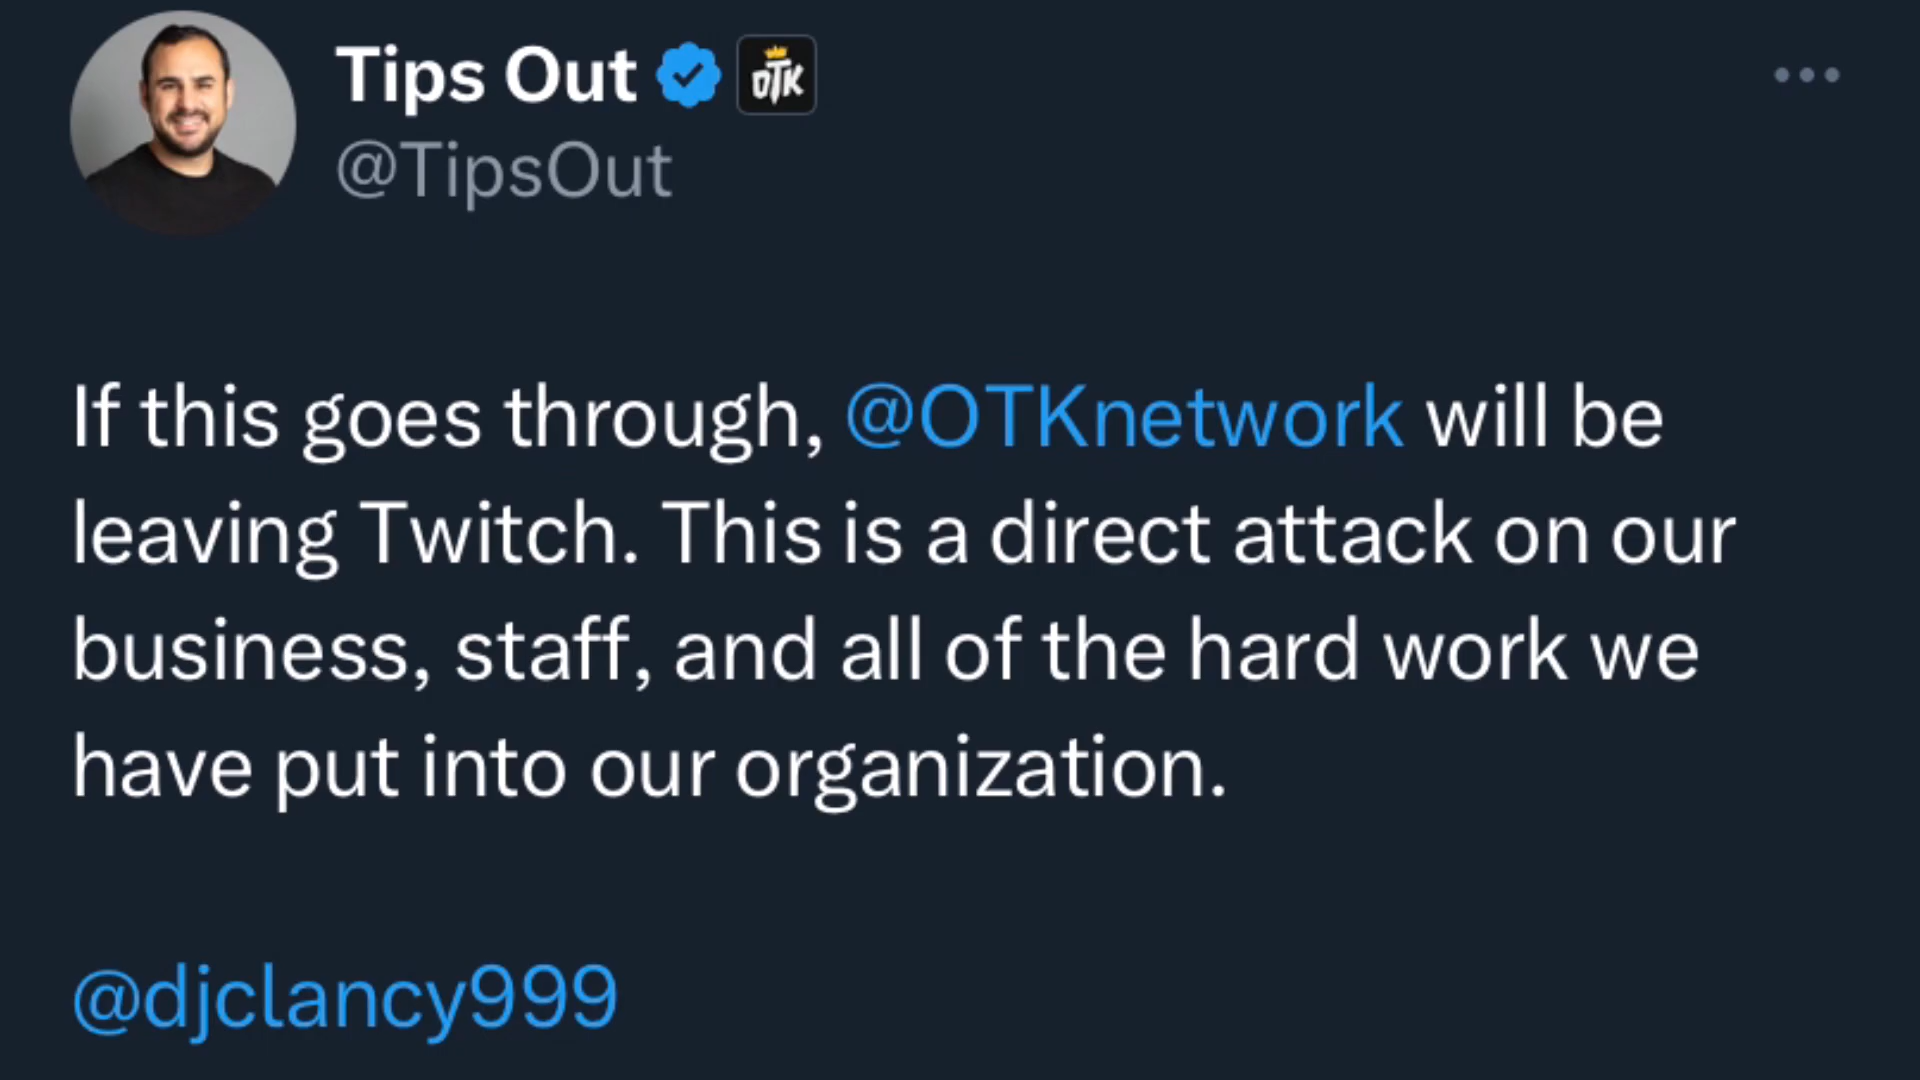 Tips Out OTK
@TipsOut
If this goes through, @OTKnetwork will be
leaving Twitch. This is a direct attack on our
business, staff, and all of the hard work we
have put into our organization.
@djclancy999